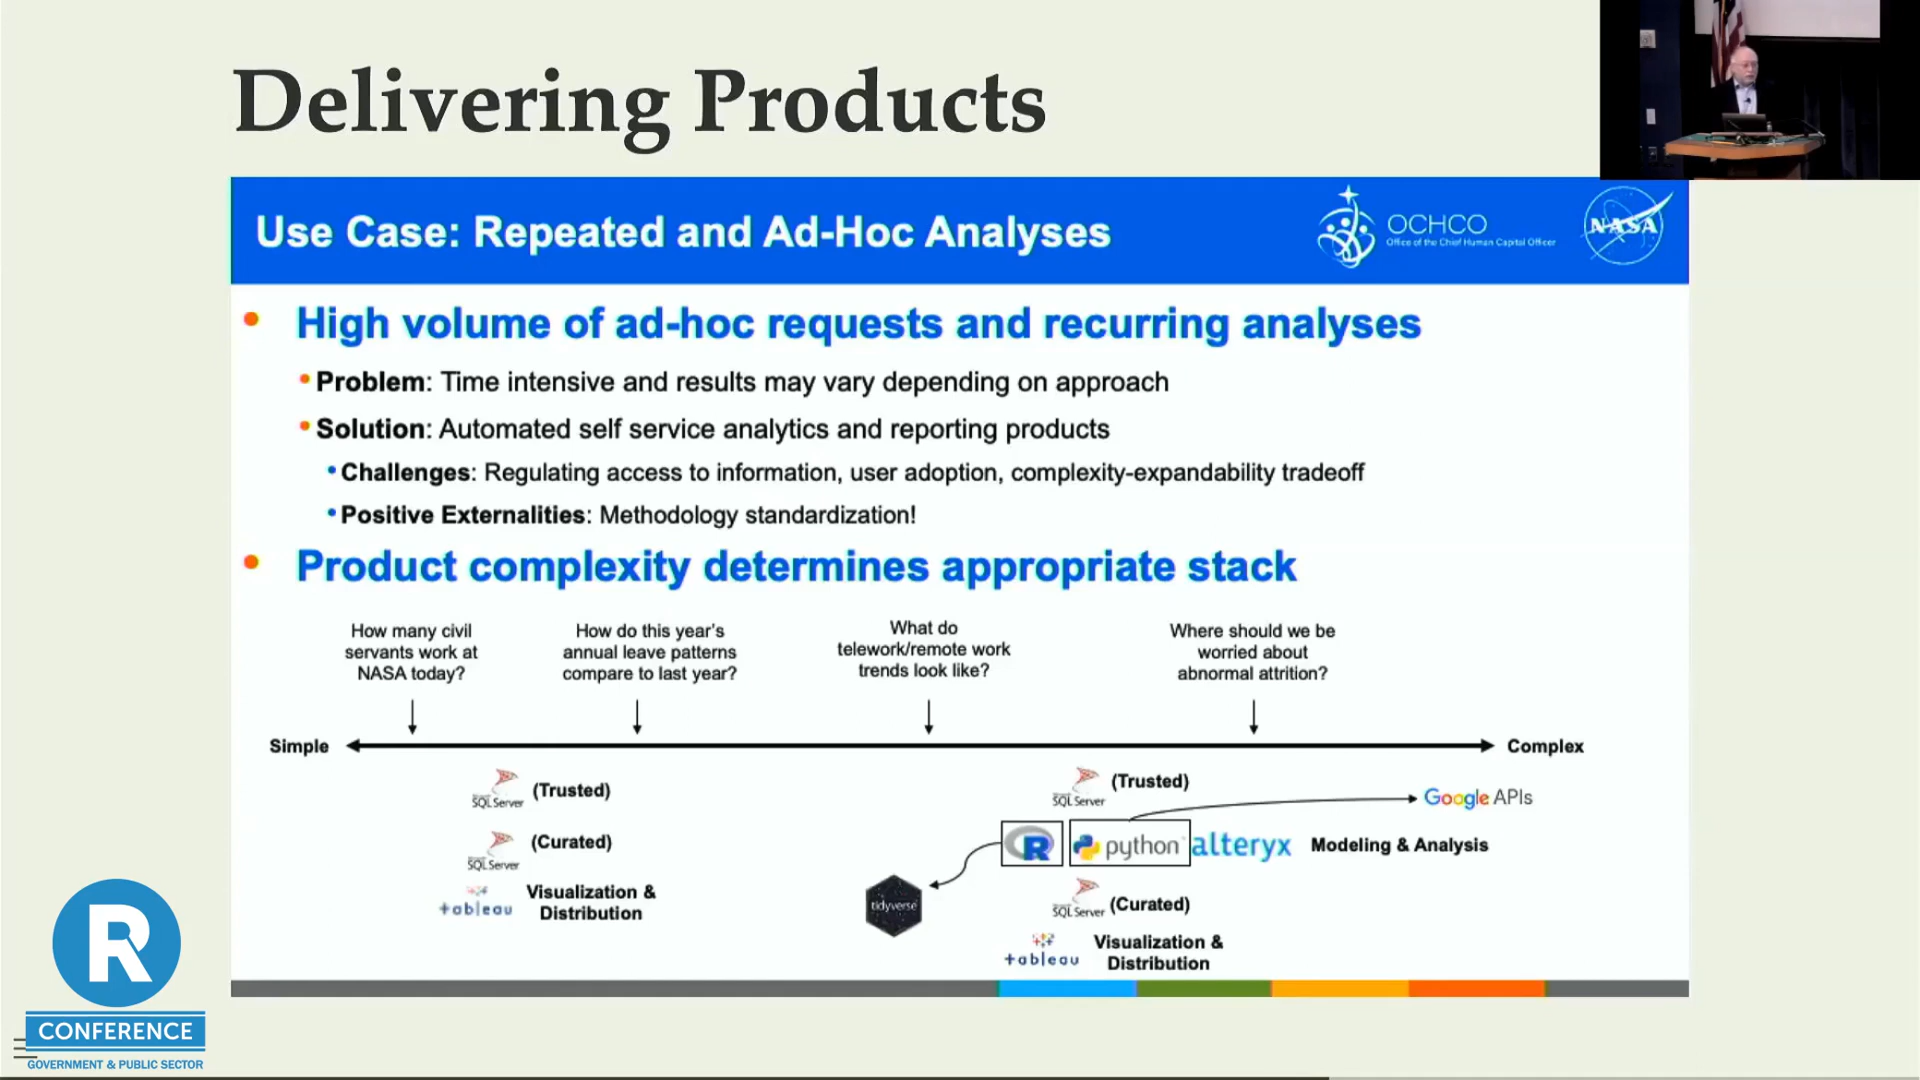 Delivering Products
Use Case: Repeated and Ad-Hoc Analyses
OCHCO
Office of the Chief Human Capital Officer
NASA
• High volume of ad-hoc requests and recurring analyses
• Problem: Time intensive and results may vary depending on approach
• Solution: Automated self service analytics and reporting products
• Challenges: Regulating access to information, user adoption, complexity-expandability tradeoff
• Positive Externalities: Methodology standardization!
• Product complexity determines appropriate stack
How many civil
servants work at
NASA today?
How do this year's
annual leave patterns
compare to last year?
What do
telework/remote work
trends look like?
Where should we be
worried about
abnormal attrition?
Simple
Complex
SQL Server (Trusted)
SQL Server (Curated)
+ableau Visualization &
Distribution
SQL Server (Trusted)
Google APIs
R python alteryx Modeling & Analysis
tidyverse
SQL Server (Curated)
+ableau Visualization &
Distribution
R
CONFERENCE
GOVERNMENT & PUBLIC SECTOR